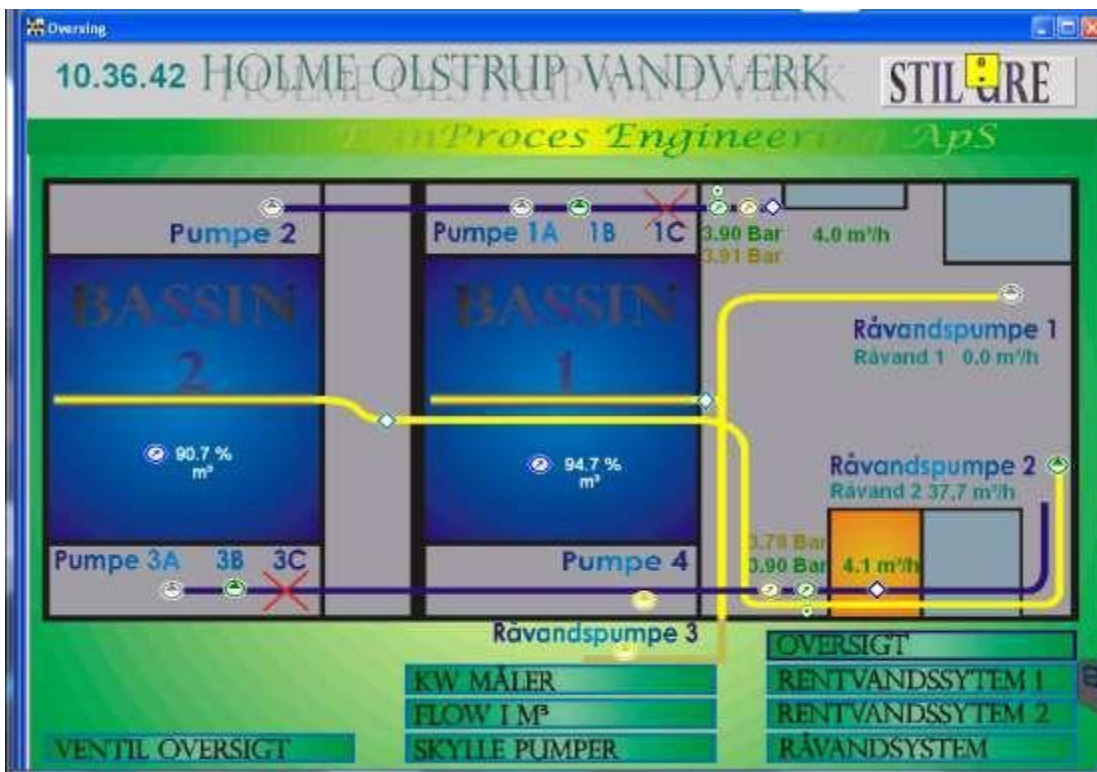 Oversing
10.36.42 HOLME OLSTRUP VANDVÆRK STIL URE
0
nProces Engineering ApS
Pumpe 2 Pumpe 1A 1B 1C 3.90 Bar 4.0 m³/h
3.91 Bar
BASSIN BASSIN
2 1
Råvandspumpe 1
Råvand 1 0.0 m³/h
90.7 % 94.7 %
m³ m³
Råvandspumpe 2
Råvand 2 37,7 m³/h
3.78 Bar
Pumpe 3A 3B 3C Pumpe 4 3.90 Bar 4.1 m³/h
Råvandspumpe 3
OVERSIGT
KW MÅLER RENTVANDSSYTEM 1
FLOW I M³ RENTVANDSSYTEM 2
VENTIL OVERSIGT SKYLLE PUMPER RÅVANDSYSTEM